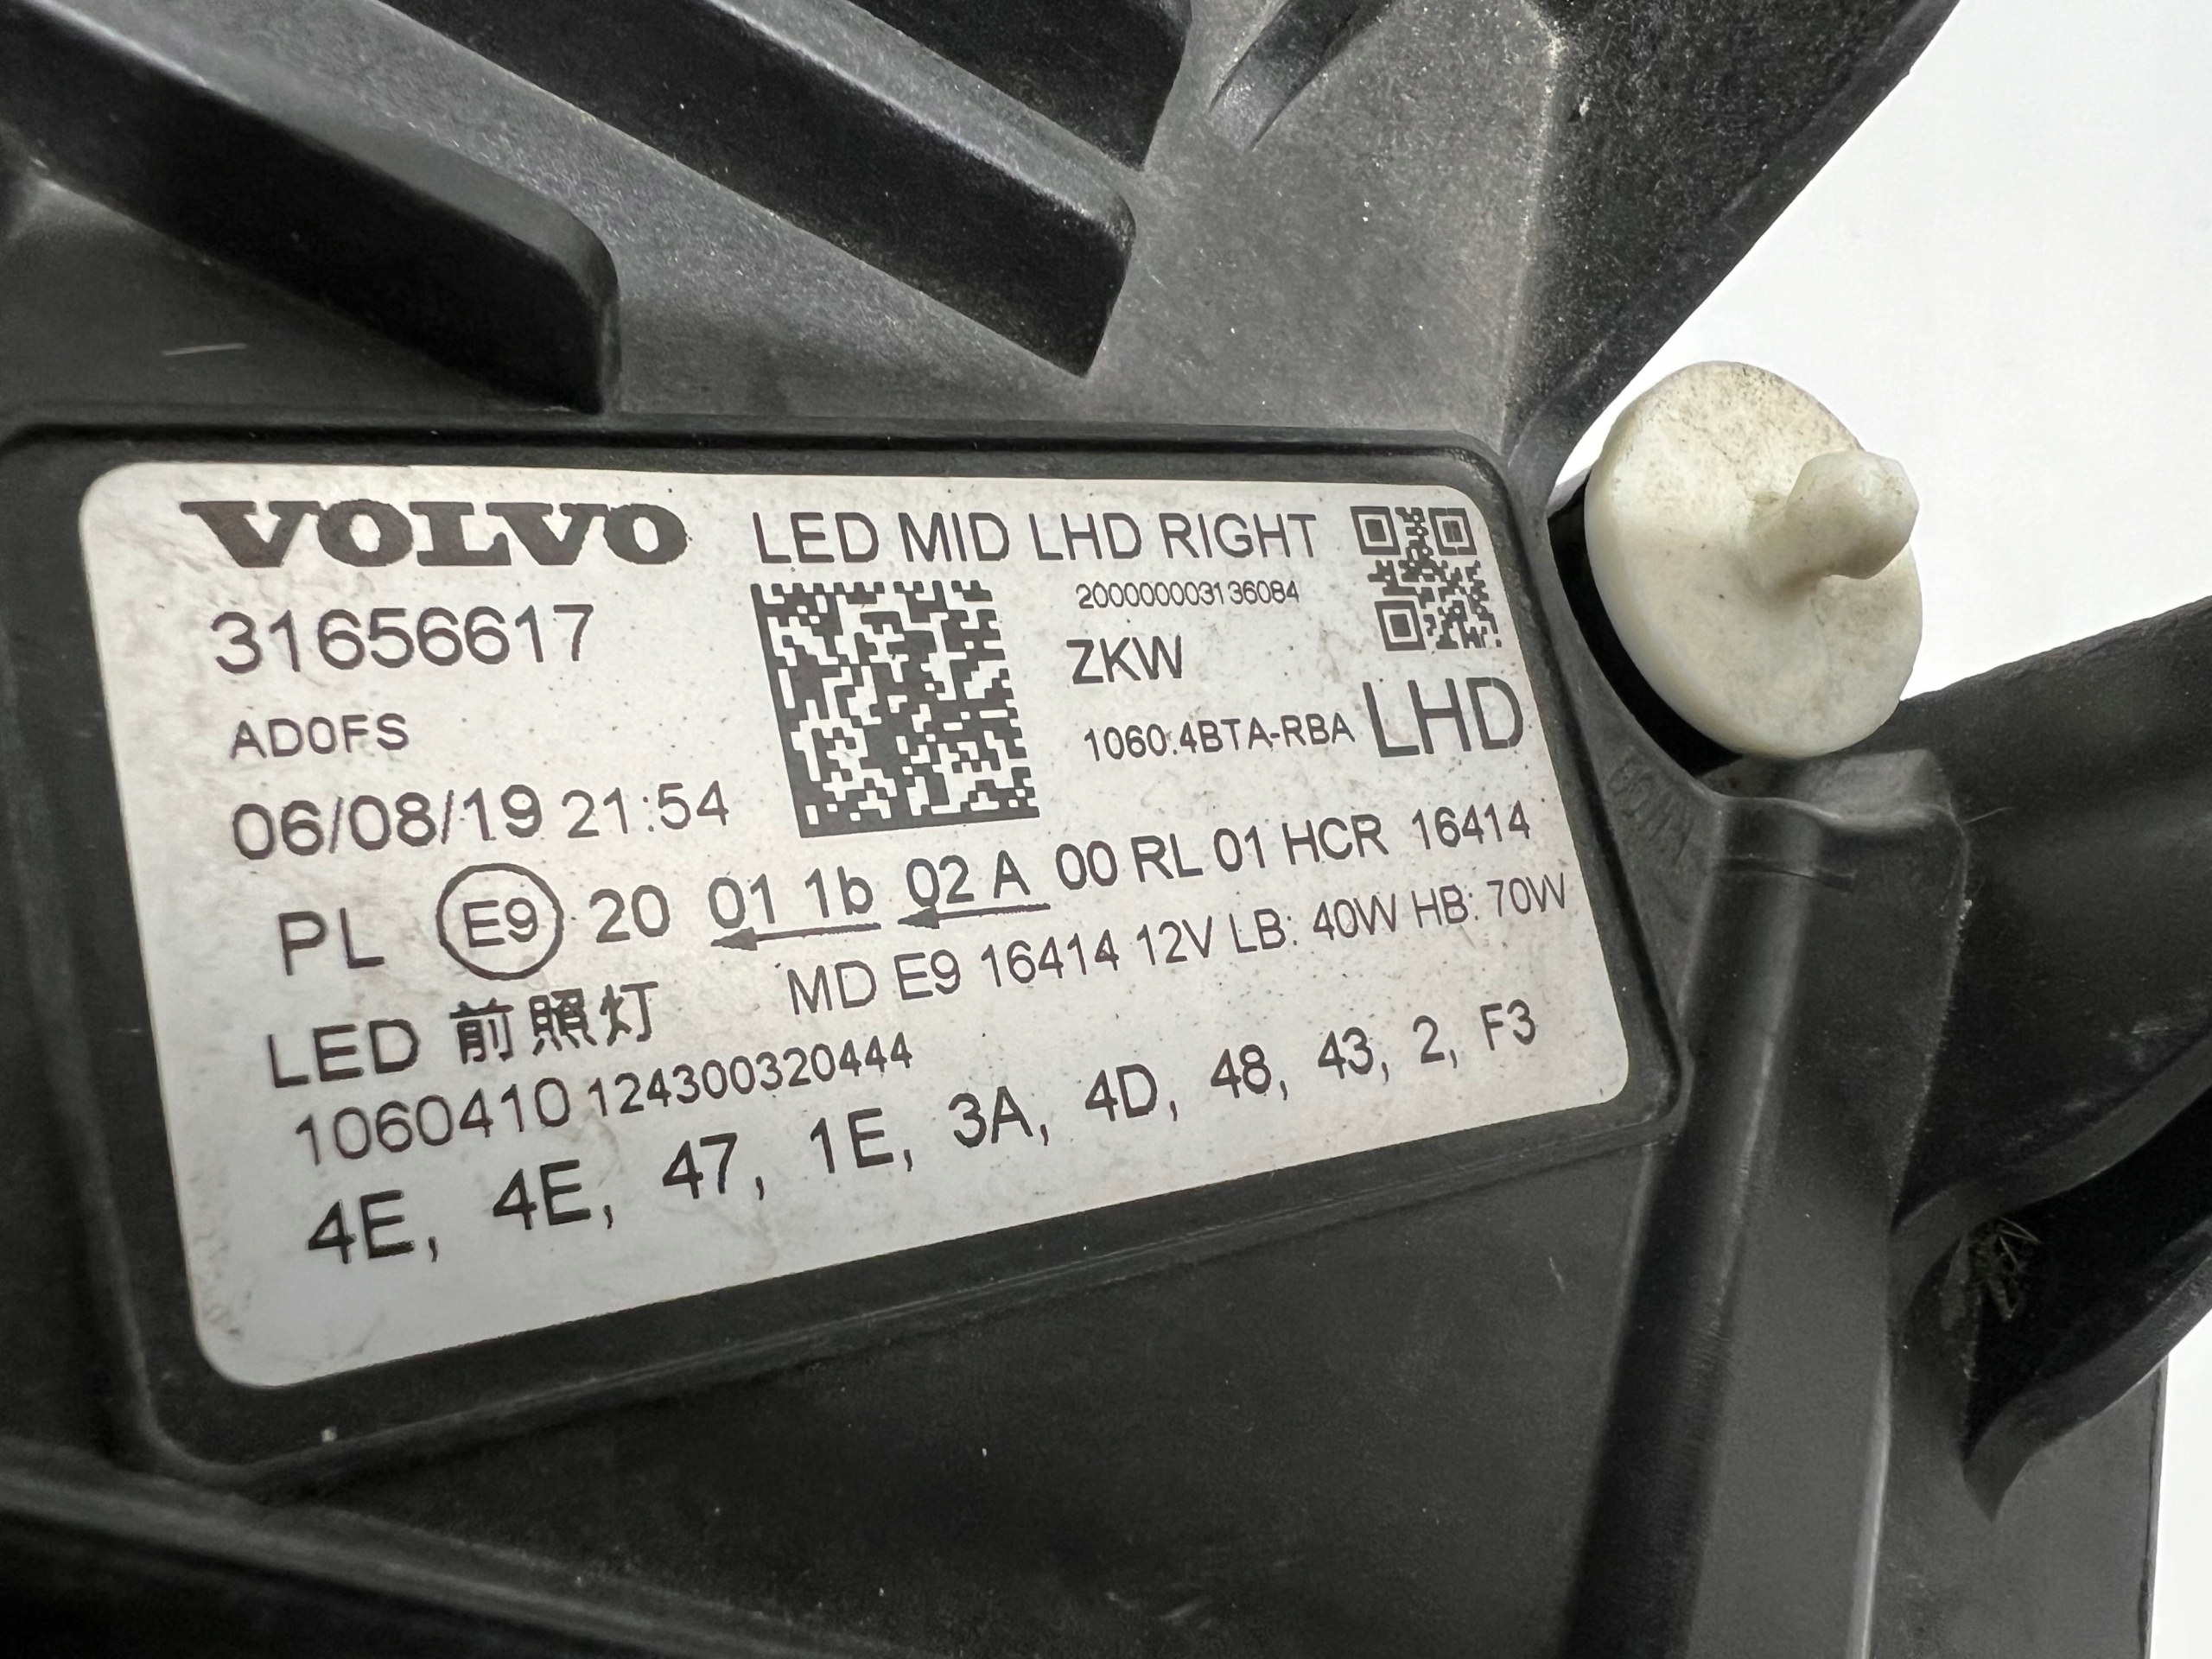 VOLVO LED MID LHD RIGHT
31656617
200000003136084
ZKW
AD0FS
1060.4BTA-RBA LHD
06/08/19 21:54
PL E9 20 01 1b 02 A 00 RL 01 HCR 16414
MD E9 16414 12V LB: 40W HB: 70W
LED 前照灯
1060410 124300320444
4E, 4E, 47, 1E, 3A, 4D, 48, 43, 2, F3